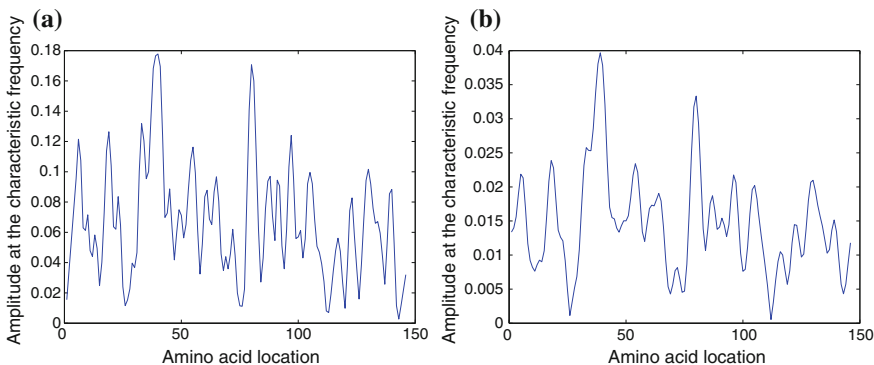 (a)
Amplitude at the characteristic frequency
0.18
0.16
0.14
0.12
0.1
0.08
0.06
0.04
0.02
0
0 50 100 150
Amino acid location
(b)
Amplitude at the characteristic frequency
0.04
0.035
0.03
0.025
0.02
0.015
0.01
0.005
0
0 50 100 150
Amino acid location